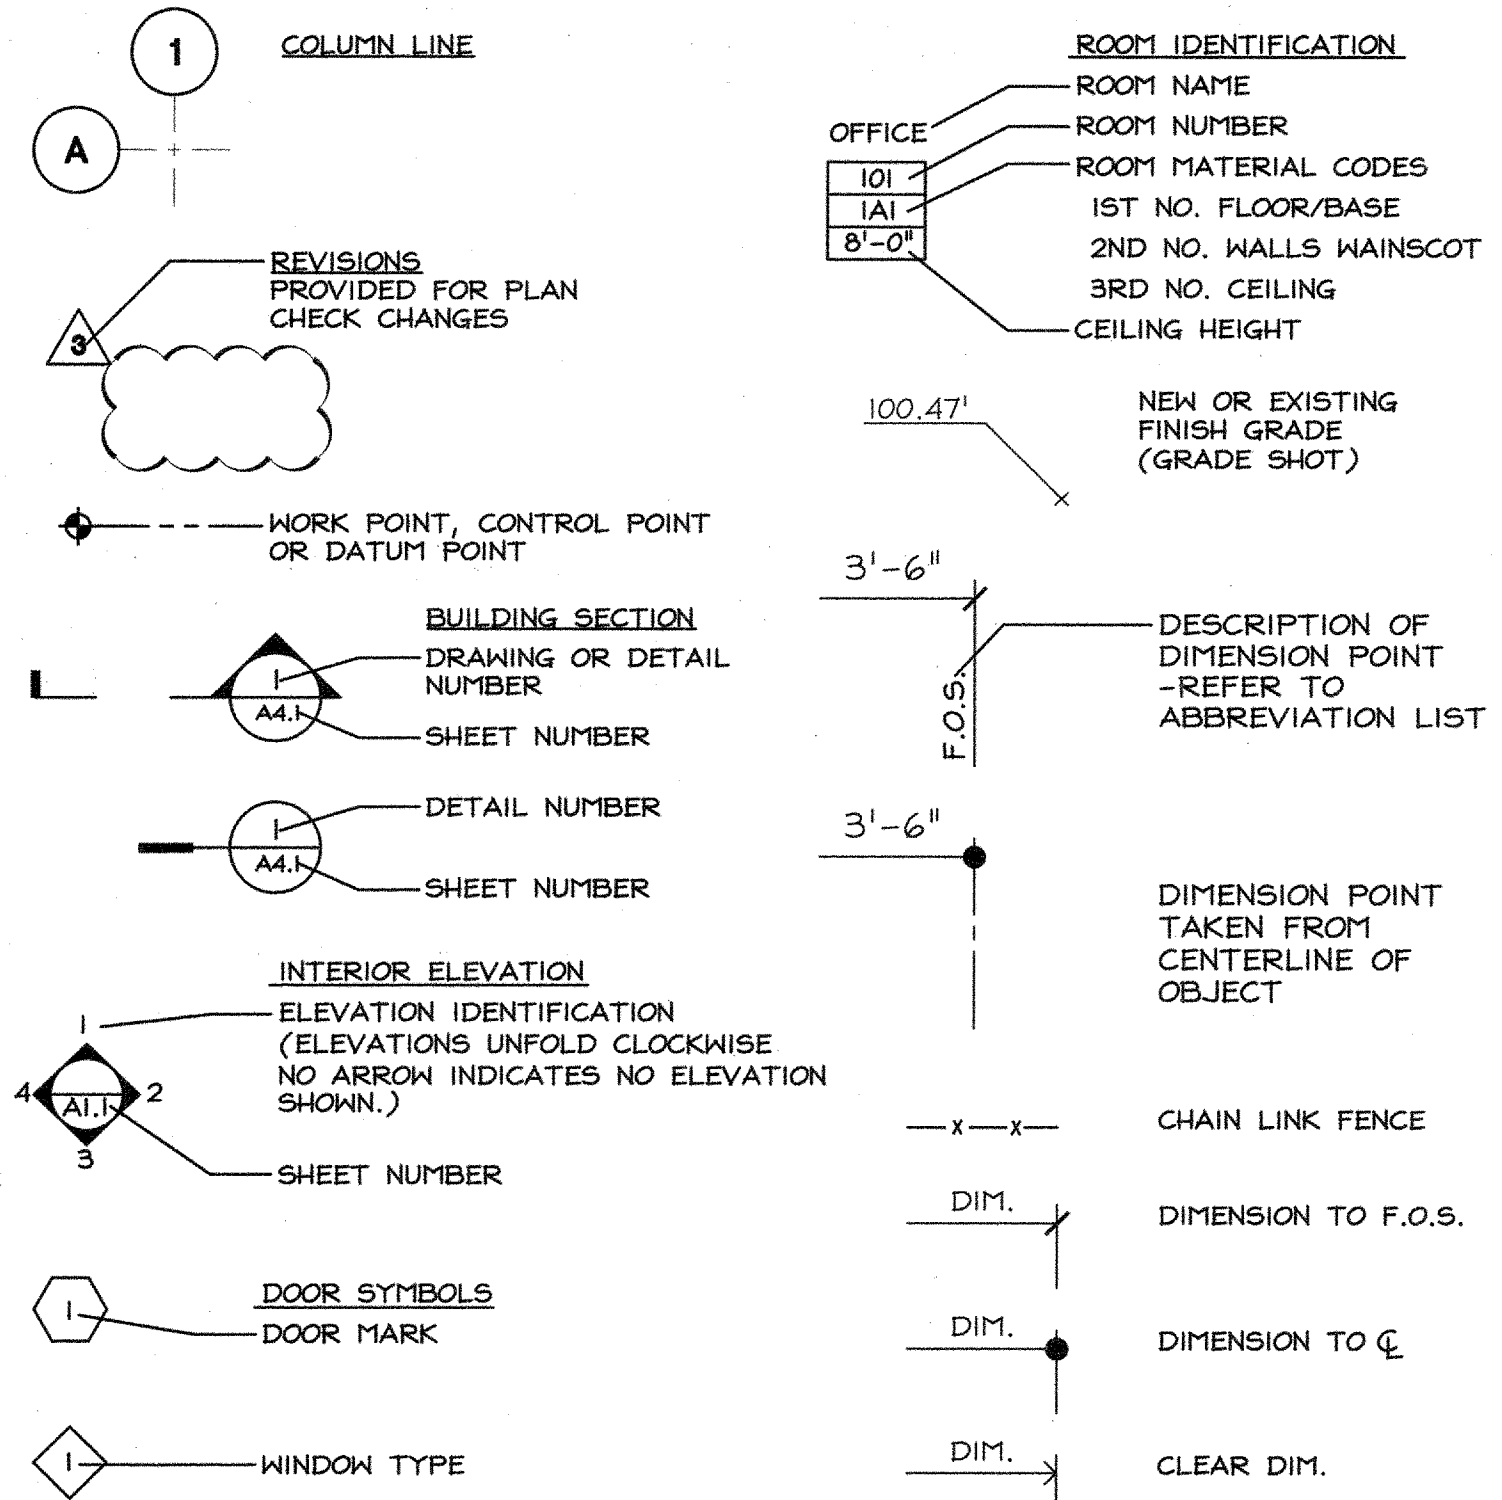 1
COLUMN LINE
A
REVISIONS
PROVIDED FOR PLAN
CHECK CHANGES
3
WORK POINT, CONTROL POINT
OR DATUM POINT
BUILDING SECTION
DRAWING OR DETAIL
NUMBER
1
A4.1
SHEET NUMBER
DETAIL NUMBER
1
A4.1
SHEET NUMBER
INTERIOR ELEVATION
ELEVATION IDENTIFICATION
(ELEVATIONS UNFOLD CLOCKWISE
NO ARROW INDICATES NO ELEVATION
SHOWN.)
1
4
2
A1.1
3
SHEET NUMBER
DOOR SYMBOLS
1
DOOR MARK
1
WINDOW TYPE
ROOM IDENTIFICATION
ROOM NAME
OFFICE
ROOM NUMBER
101
ROOM MATERIAL CODES
1A1
1ST NO. FLOOR/BASE
2ND NO. WALLS WAINSCOT
3RD NO. CEILING
8'-0"
CEILING HEIGHT
100.47'
NEW OR EXISTING
FINISH GRADE
(GRADE SHOT)
3'-6"
F.O.S.
DESCRIPTION OF
DIMENSION POINT
-REFER TO
ABBREVIATION LIST
3'-6"
DIMENSION POINT
TAKEN FROM
CENTERLINE OF
OBJECT
x x
CHAIN LINK FENCE
DIM.
DIMENSION TO F.O.S.
DIM.
DIMENSION TO ℄
DIM.
CLEAR DIM.